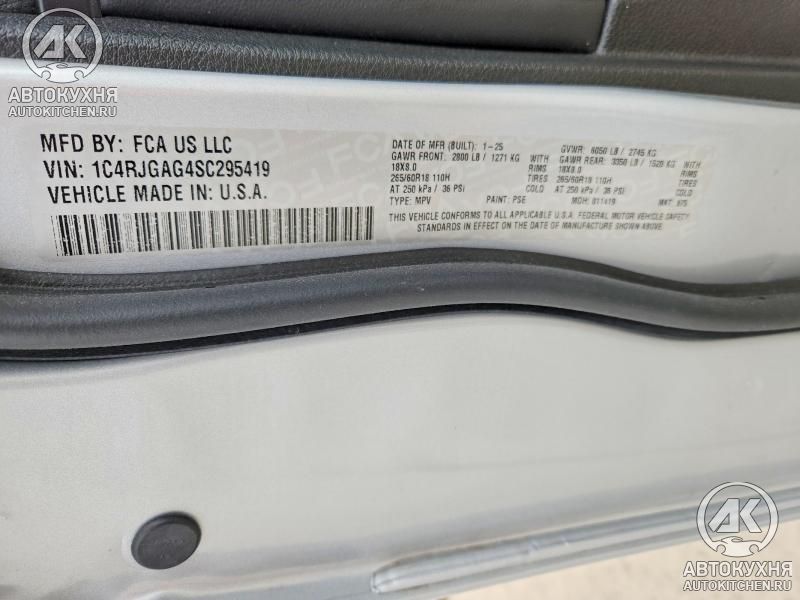 АВТОКУХНЯ
AUTOKITCHEN.RU
MFD BY: FCA US LLC
VIN: 1C4RJGAG4SC295419
VEHICLE MADE IN: U.S.A.
DATE OF MFR (BUILT): 1-25 GVWR: 6050 LB / 2745 KG
GAWR FRONT: 2800 LB / 1271 KG GAWR REAR: 3350 LB / 1520 KG
18X8.0 RIMS 18X8.0 RIMS
265/60R18 110H TIRES 265/60R18 110H TIRES
AT 250 kPa / 36 PSI COLD AT 250 kPa / 36 PSI COLD
TYPE: MPV PAINT: PSE MDH: 011419 MKT:
THIS VEHICLE CONFORMS TO ALL APPLICABLE U.S.A. FEDERAL MOTOR VEHICLE SAFETY
STANDARDS IN EFFECT ON THE DATE OF MANUFACTURE SHOWN ABOVE.
АВТОКУХНЯ
AUTOKITCHEN.RU